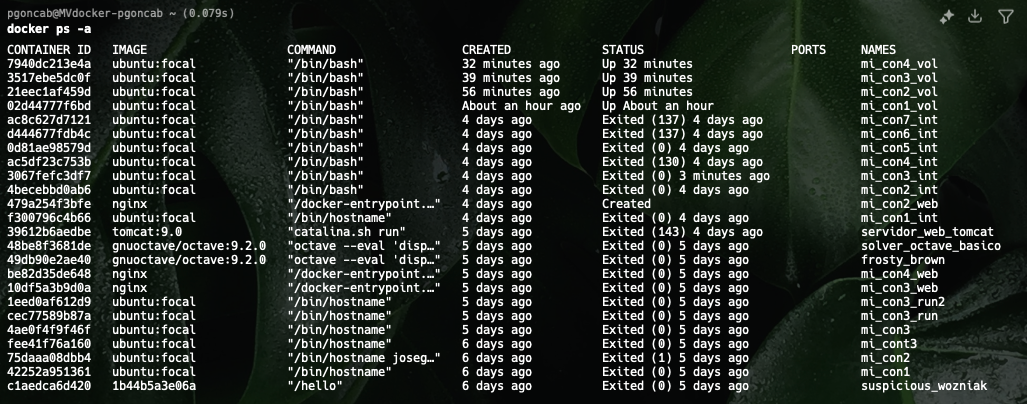 pgoncab@MVdocker-pgoncab ~ (0.079s)
docker ps -a
CONTAINER ID   IMAGE                   COMMAND                  CREATED             STATUS                       PORTS     NAMES
7940dc213e4a   ubuntu:focal            "/bin/bash"              32 minutes ago      Up 32 minutes                          mi_con4_vol
3517ebe5dc0f   ubuntu:focal            "/bin/bash"              39 minutes ago      Up 39 minutes                          mi_con3_vol
21eec1af459d   ubuntu:focal            "/bin/bash"              56 minutes ago      Up 56 minutes                          mi_con2_vol
02d44777f6bd   ubuntu:focal            "/bin/bash"              About an hour ago   Up About an hour                       mi_con1_vol
ac8c627d7121   ubuntu:focal            "/bin/bash"              4 days ago          Exited (137) 4 days ago                mi_con7_int
d444677fdb4c   ubuntu:focal            "/bin/bash"              4 days ago          Exited (137) 4 days ago                mi_con6_int
0d81ae98579d   ubuntu:focal            "/bin/bash"              4 days ago          Exited (0) 4 days ago                  mi_con5_int
ac5df23c753b   ubuntu:focal            "/bin/bash"              4 days ago          Exited (130) 4 days ago                mi_con4_int
3067fefc3df7   ubuntu:focal            "/bin/bash"              4 days ago          Exited (0) 3 minutes ago               mi_con3_int
4becebbd0ab6   ubuntu:focal            "/bin/bash"              4 days ago          Exited (0) 4 days ago                  mi_con2_int
479a254f3bfe   nginx                   "/docker-entrypoint.…"   4 days ago          Created                                mi_con2_web
f300796c4b66   ubuntu:focal            "/bin/hostname"          4 days ago          Exited (0) 4 days ago                  mi_con1_int
39612b6aedbe   tomcat:9.0              "catalina.sh run"        4 days ago          Exited (143) 4 days ago                servidor_web_tomcat
48be8f3681de   gnuoctave/octave:9.2.0  "octave --eval 'disp…"   5 days ago          Exited (0) 5 days ago                  solver_octave_basico
49db90e2ae40   gnuoctave/octave:9.2.0  "octave --eval 'disp…"   5 days ago          Exited (0) 5 days ago                  frosty_brown
be82d35de648   nginx                   "/docker-entrypoint.…"   5 days ago          Exited (0) 5 days ago                  mi_con4_web
10df5a3b9d0a   nginx                   "/docker-entrypoint.…"   5 days ago          Exited (0) 5 days ago                  mi_con3_web
1eed0af612d9   ubuntu:focal            "/bin/hostname"          5 days ago          Exited (0) 5 days ago                  mi_con3_run2
cec77589b87a   ubuntu:focal            "/bin/hostname"          5 days ago          Exited (0) 5 days ago                  mi_con3_run
4ae0f4f9f46f   ubuntu:focal            "/bin/hostname"          5 days ago          Exited (0) 5 days ago                  mi_con3
fee41f76a160   ubuntu:focal            "/bin/hostname"          6 days ago          Exited (0) 5 days ago                  mi_cont3
75daaa08dbb4   ubuntu:focal            "/bin/hostname joseg…"   6 days ago          Exited (1) 5 days ago                  mi_con2
42252a951361   ubuntu:focal            "/bin/hostname"          6 days ago          Exited (0) 5 days ago                  mi_con1
c1aedca6d420   1b44b5a3e06a            "/hello"                 6 days ago          Exited (0) 5 days ago                  suspicious_wozniak